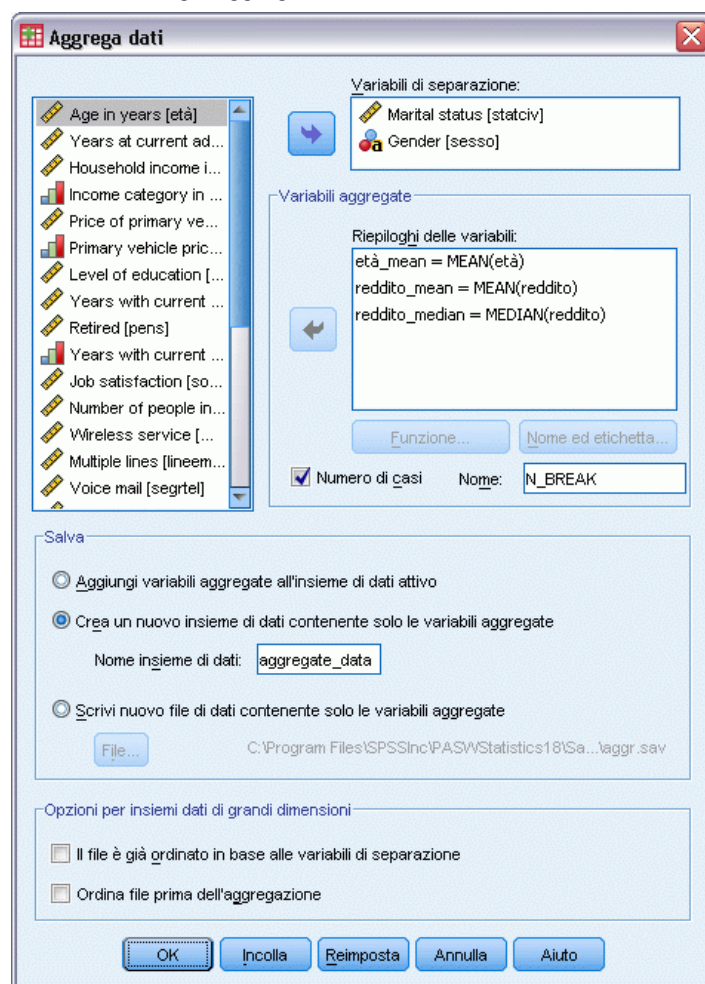 Aggrega dati
Variabili di separazione:
Age in years [età]
Years at current ad...
Household income i...
Income category in ...
Price of primary ve...
Primary vehicle pric...
Level of education [...
Years with current ...
Retired [pens]
Years with current ...
Job satisfaction [so...
Number of people in...
Wireless service [...
Multiple lines [lineem...
Voice mail [segrtel]
Marital status [statciv]
Gender [sesso]
Variabili aggregate
Riepiloghi delle variabili:
età_mean = MEAN(età)
reddito_mean = MEAN(reddito)
reddito_median = MEDIAN(reddito)
Funzione... Nome ed etichetta...
Numero di casi Nome: N_BREAK
Salva
Aggiungi variabili aggregate all'insieme di dati attivo
Crea un nuovo insieme di dati contenente solo le variabili aggregate
Nome insieme di dati: aggregate_data
Scrivi nuovo file di dati contenente solo le variabili aggregate
File... C:\Program Files\SPSSInc\PASWStatistics18\Sa...\aggr.sav
Opzioni per insiemi dati di grandi dimensioni
Il file è già ordinato in base alle variabili di separazione
Ordina file prima dell'aggregazione
OK Incolla Reimposta Annulla Aiuto